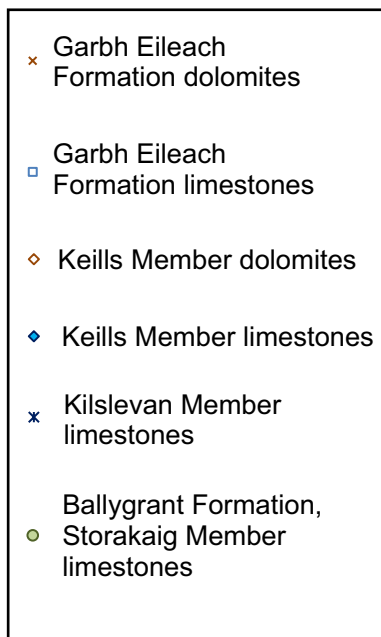 Garbh Eileach
Formation dolomites
Garbh Eileach
Formation limestones
Keills Member dolomites
Keills Member limestones
Kilslevan Member
limestones
Ballygrant Formation,
Storakaig Member
limestones